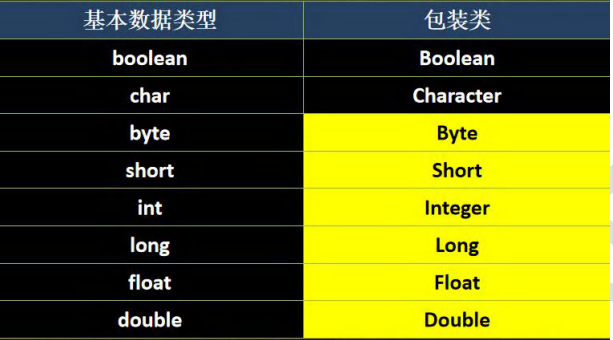 基本数据类型 包装类
boolean Boolean
char Character
byte Byte
short Short
int Integer
long Long
float Float
double Double